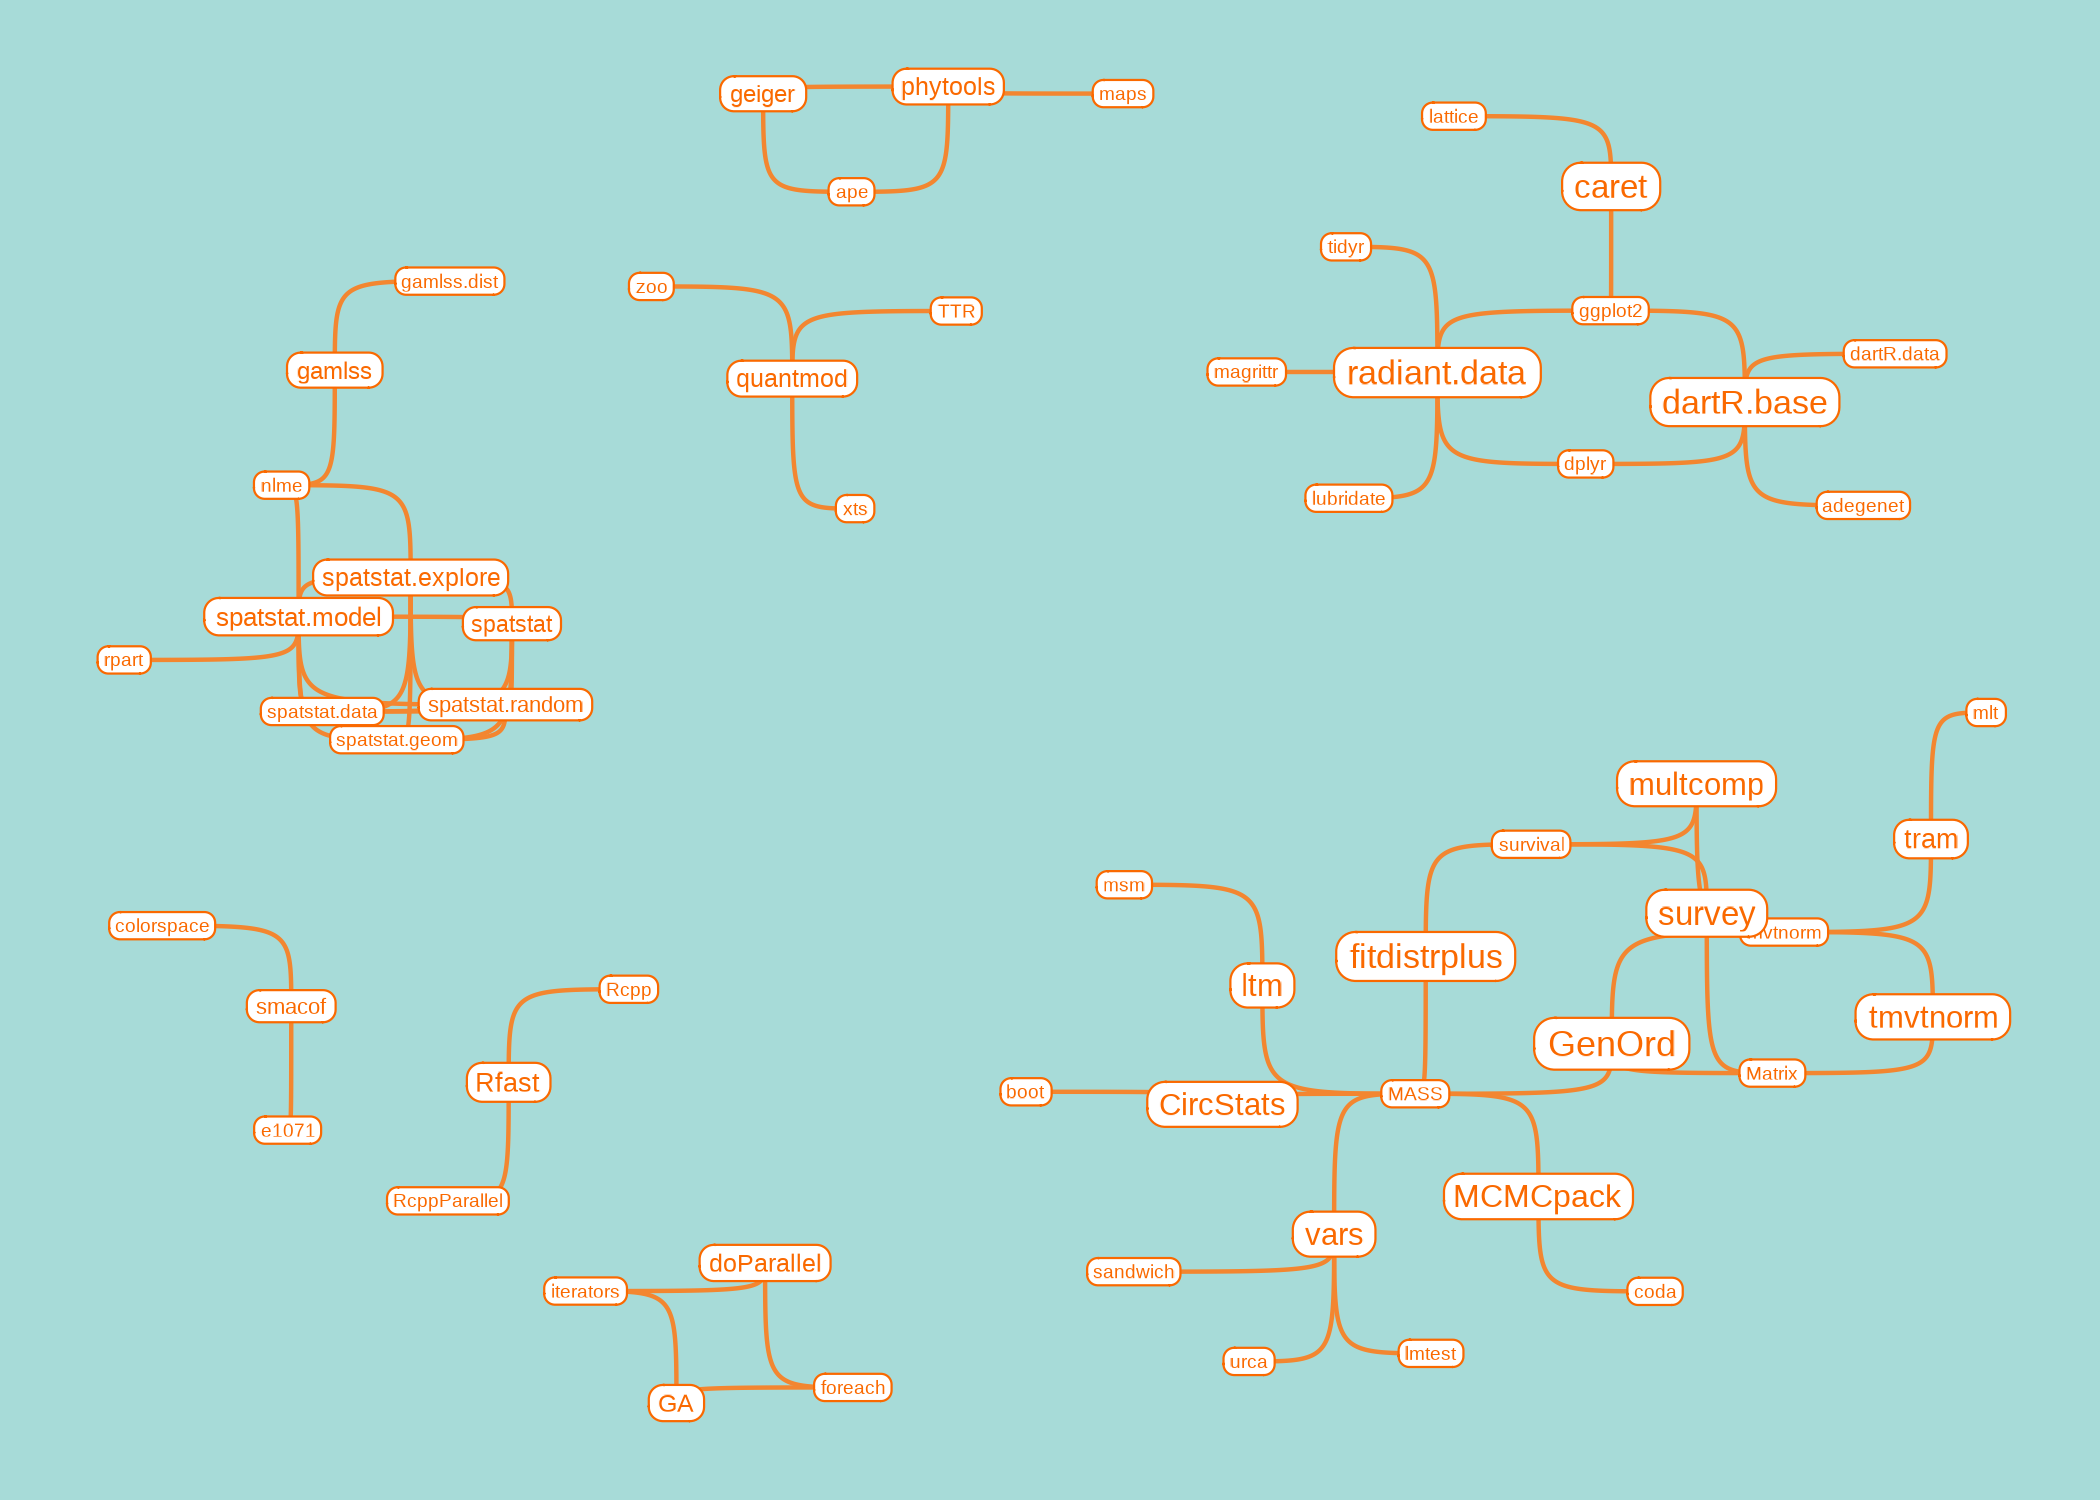 phytools
geiger
maps
lattice
caret
ape
tidyr
gamlss.dist
zoo
TTR
ggplot2
dartR.data
gamlss
magrittr
radiant.data
quantmod
dartR.base
dplyr
nlme
lubridate
adegenet
xts
spatstat.explore
spatstat.model
spatstat
rpart
spatstat.random
spatstat.data
mlt
spatstat.geom
multcomp
tram
survival
msm
survey
colorspace
fitdistrplus
ltm
Rcpp
smacof
tmvtnorm
GenOrd
Matrix
Rfast
boot
MASS
CircStats
e1071
MCMCpack
RcppParallel
vars
doParallel
sandwich
iterators
coda
lmtest
urca
foreach
GA